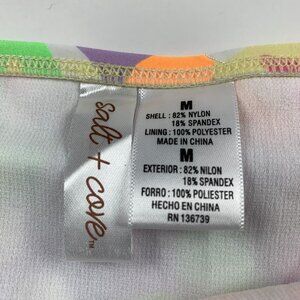 salt + cove™
M
SHELL : 82% NYLON
18% SPANDEX
LINING : 100% POLYESTER
MADE IN CHINA
M
EXTERIOR : 82% NILON
18% SPANDEX
FORRO : 100% POLIESTER
HECHO EN CHINA
RN 136739